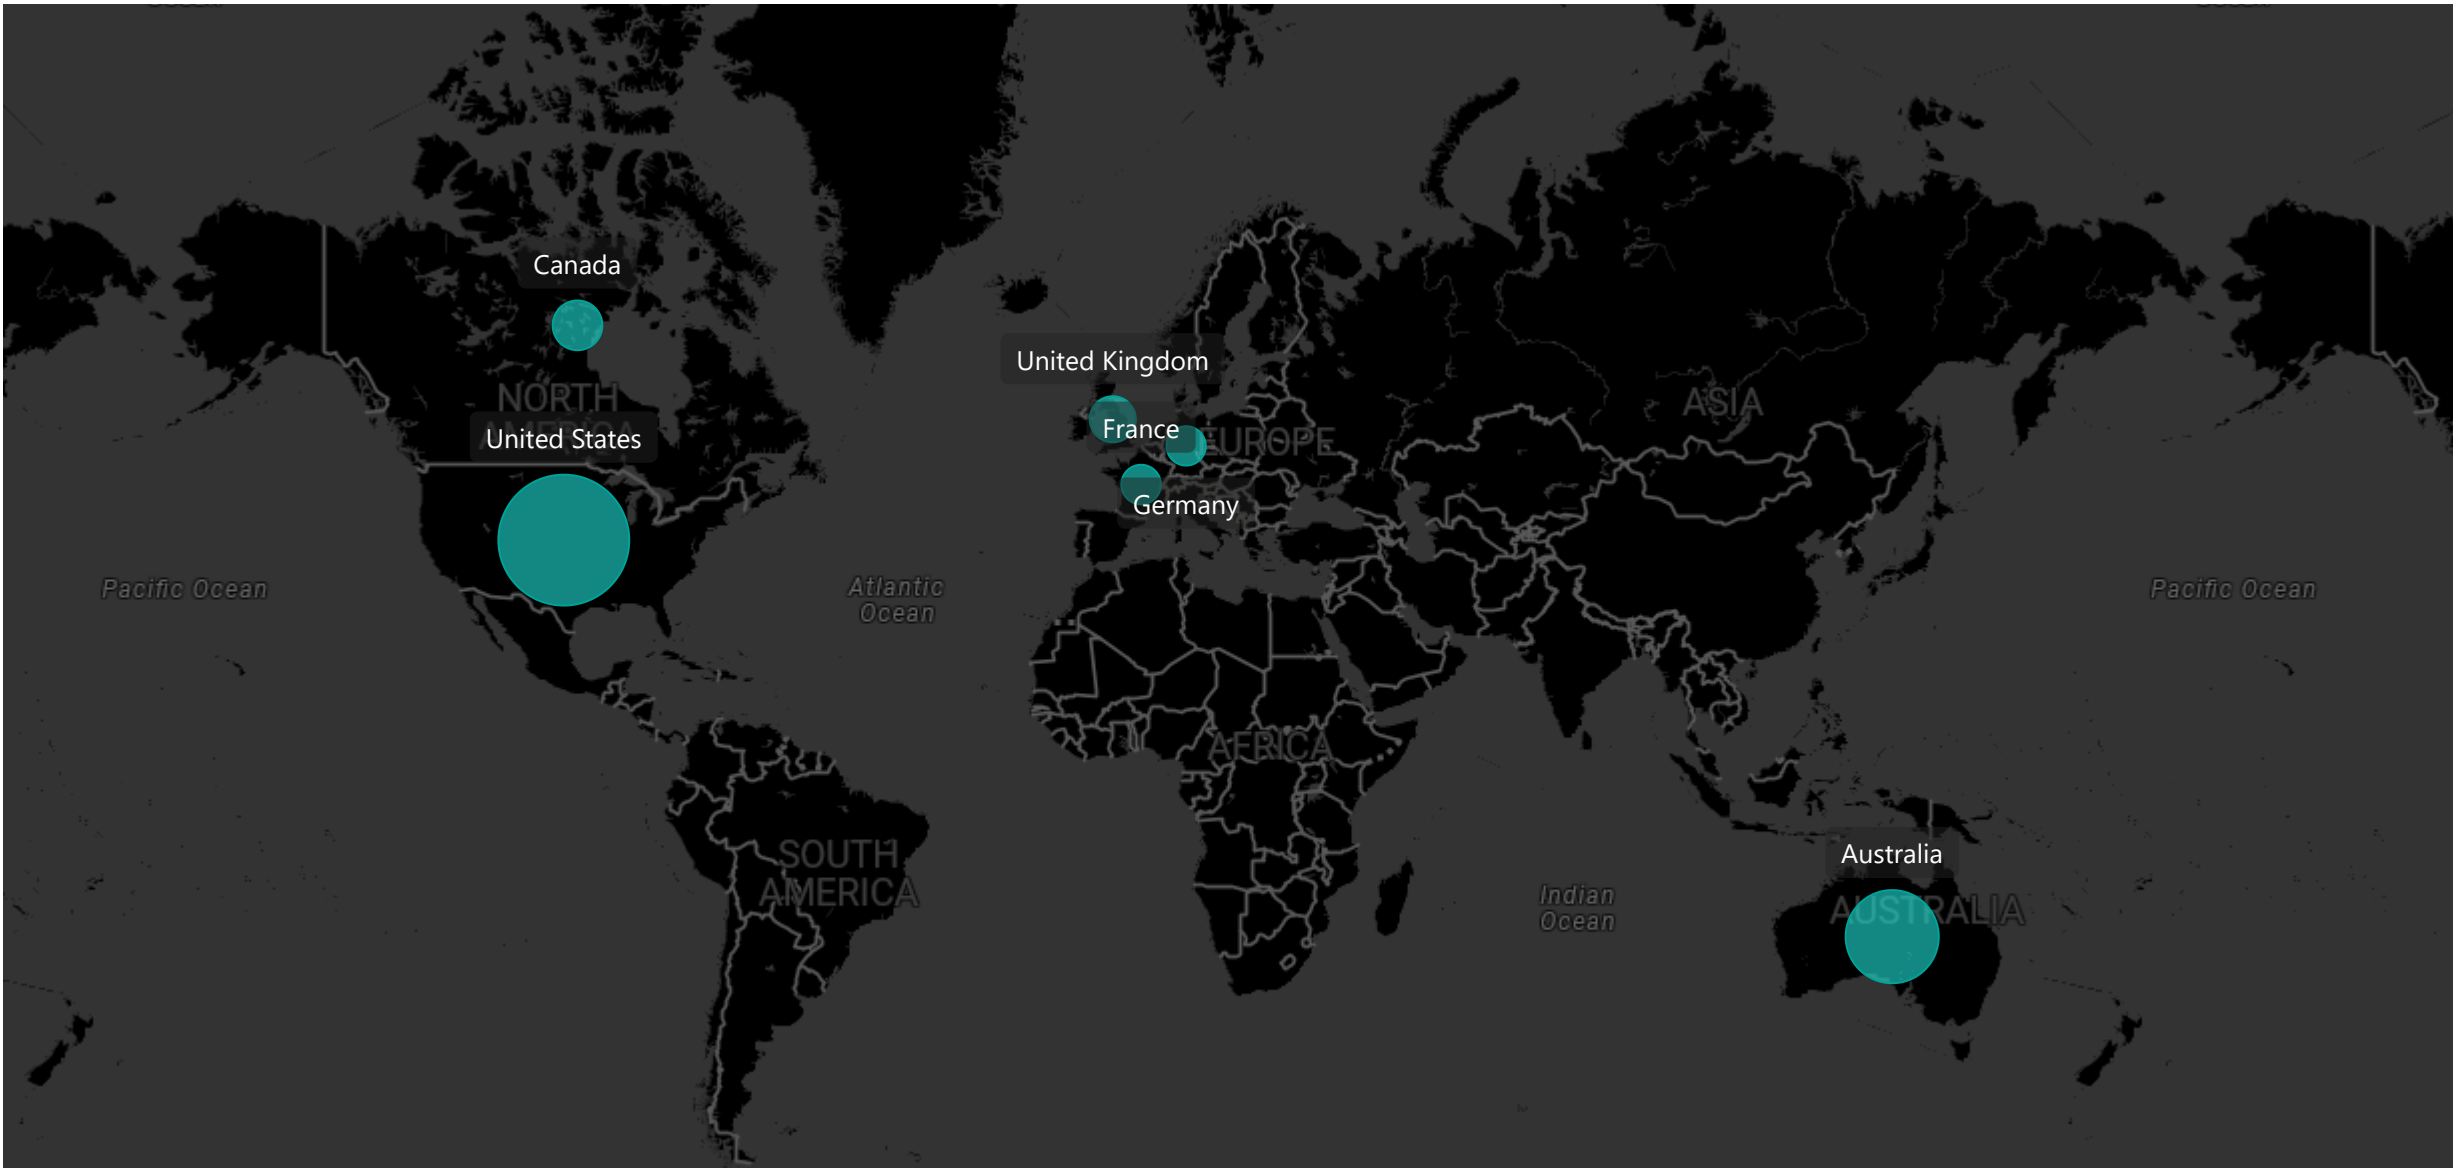 Canada
United Kingdom
NORTH
AMERICA
ASIA
United States
France
EUROPE
Germany
Pacific Ocean
Atlantic
Ocean
Pacific Ocean
AFRICA
SOUTH
AMERICA
Australia
Indian
Ocean
AUSTRALIA